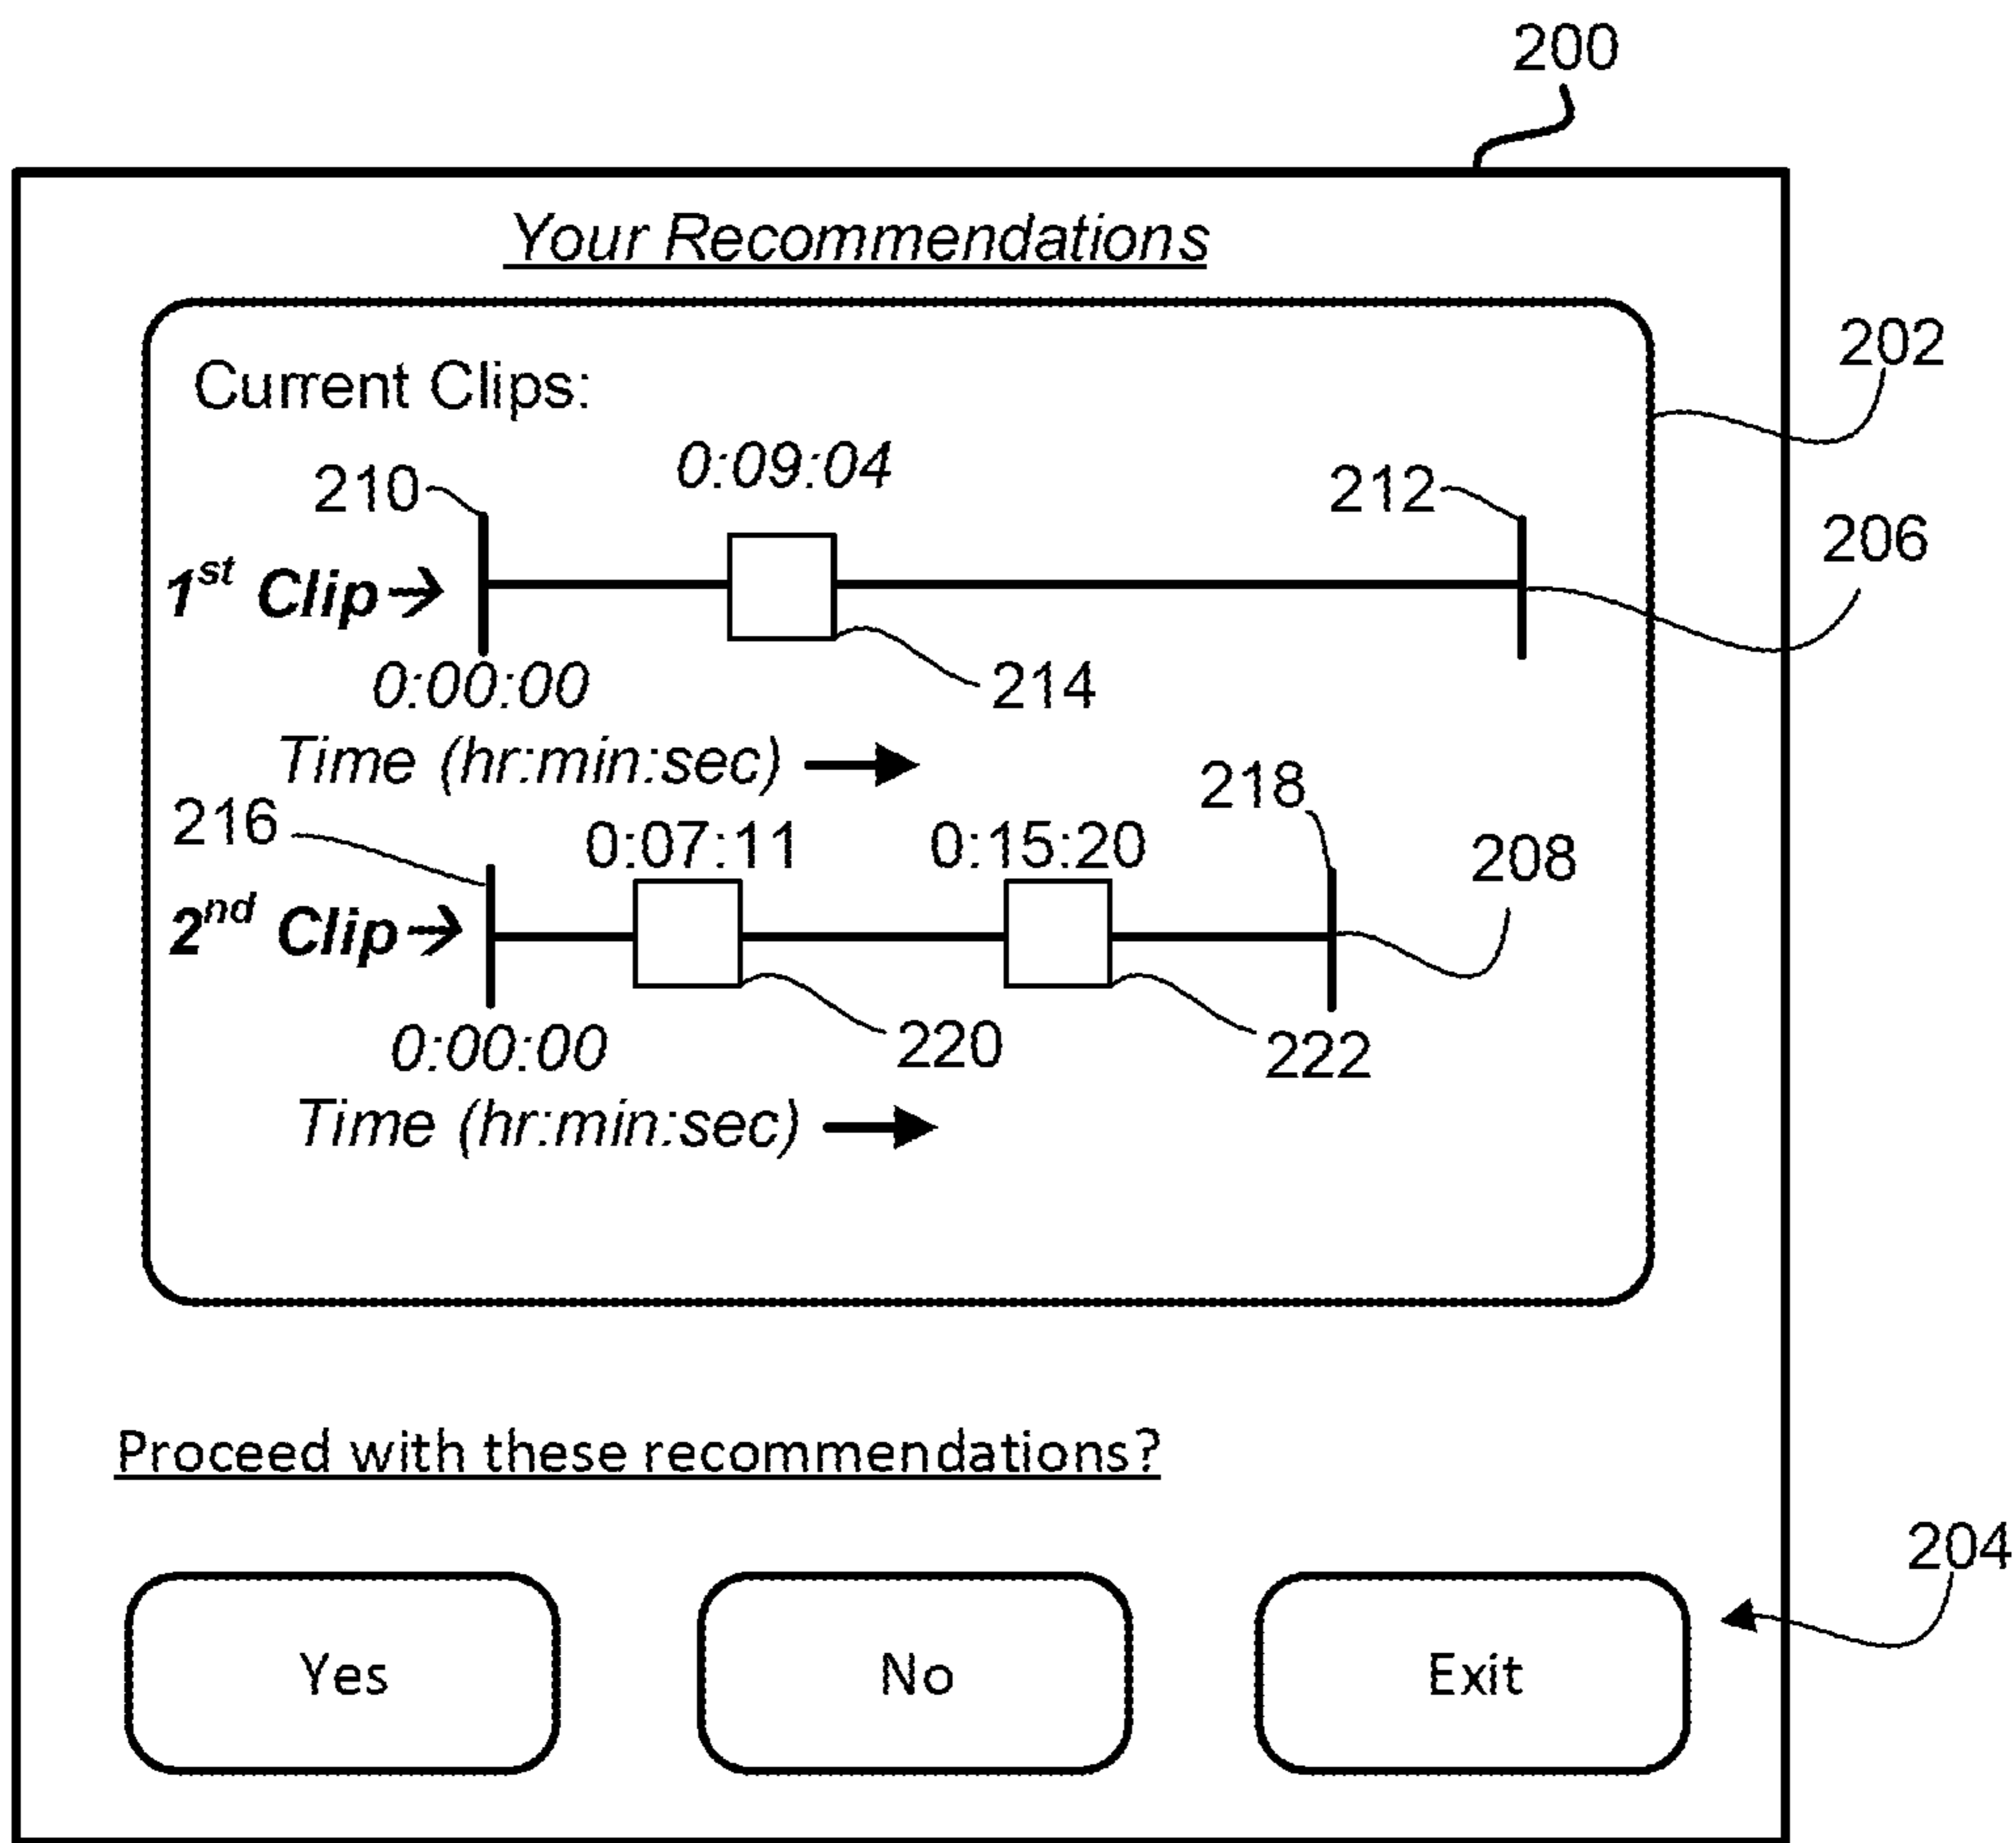 200
Your Recommendations
202
Current Clips:
0:09:04
210
212
206
1st Clip→
214
0:00:00
Time (hr:min:sec) →
218
216
0:07:11 0:15:20
208
2nd Clip→
220
222
0:00:00
Time (hr:min:sec) →
Proceed with these recommendations?
204
Yes No Exit